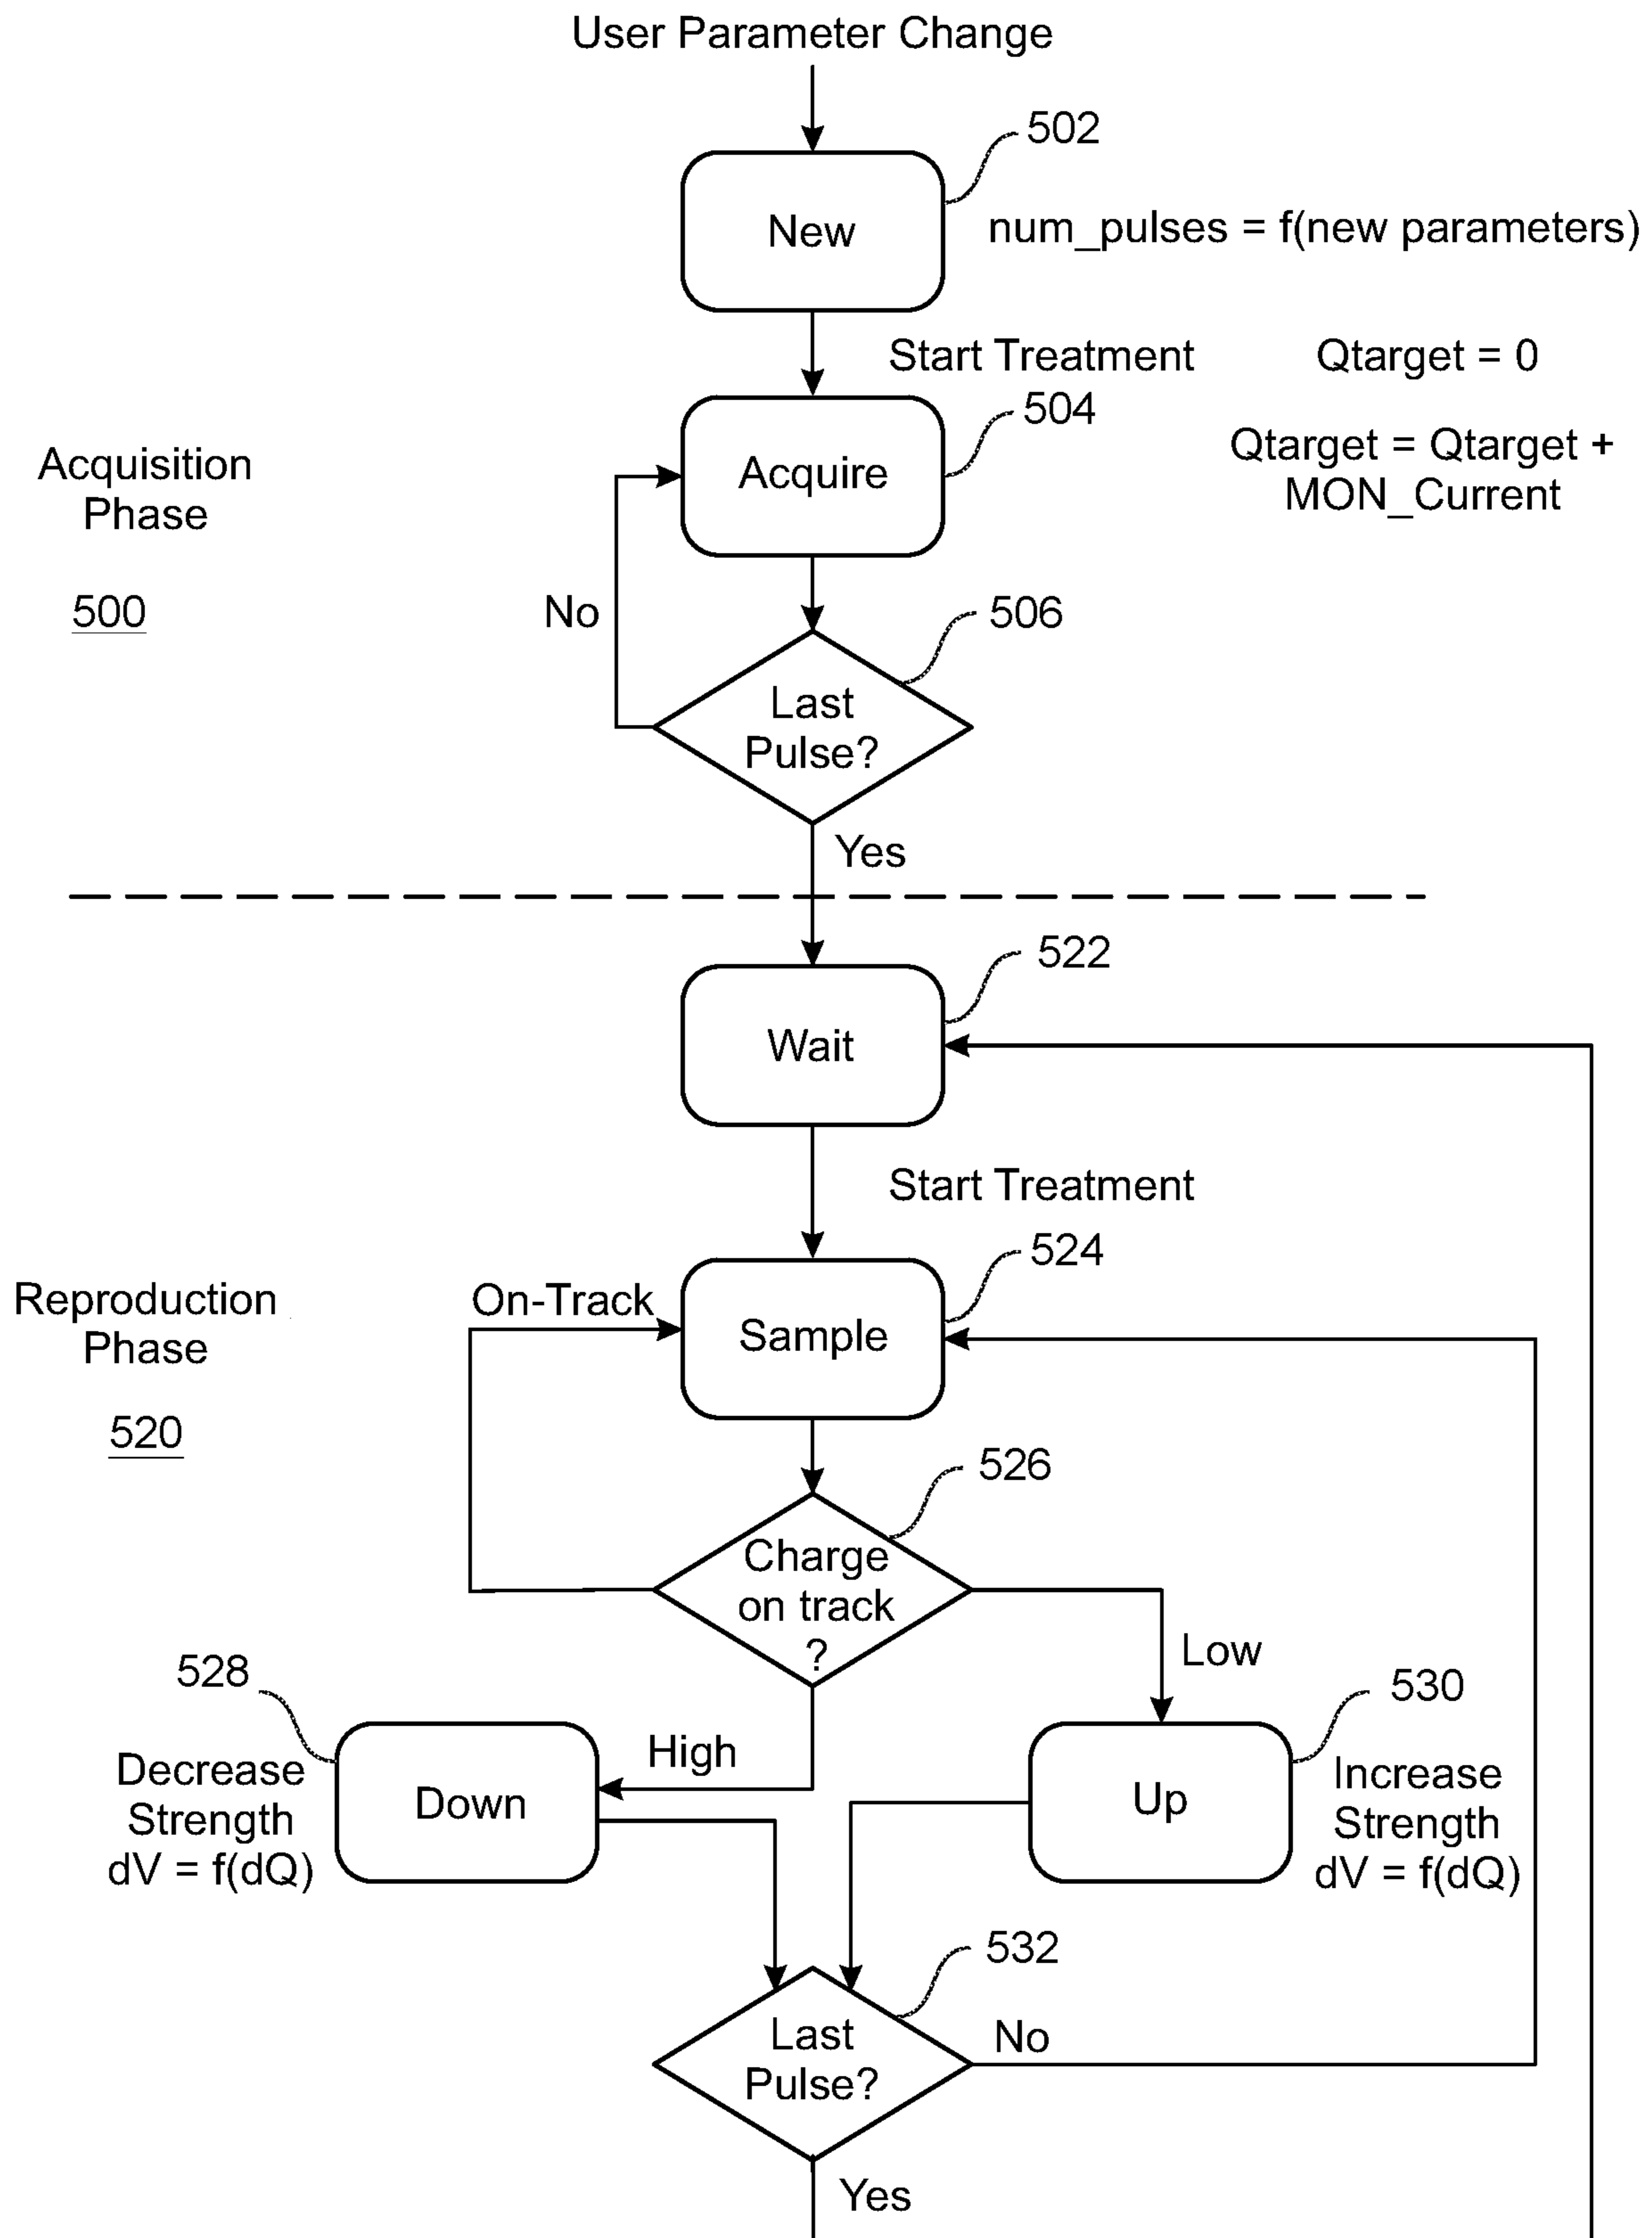 User Parameter Change
502
New
num_pulses = f(new parameters)
Start Treatment
Qtarget = 0
504
Acquire
Qtarget = Qtarget +
MON_Current
Acquisition
Phase
500
No
506
Last
Pulse?
Yes
522
Wait
Start Treatment
524
On-Track
Sample
Reproduction
Phase
520
526
Charge
on track
?
Low
528
530
High
Decrease
Strength
dV = f(dQ)
Down
Up
Increase
Strength
dV = f(dQ)
532
Last
Pulse?
No
Yes